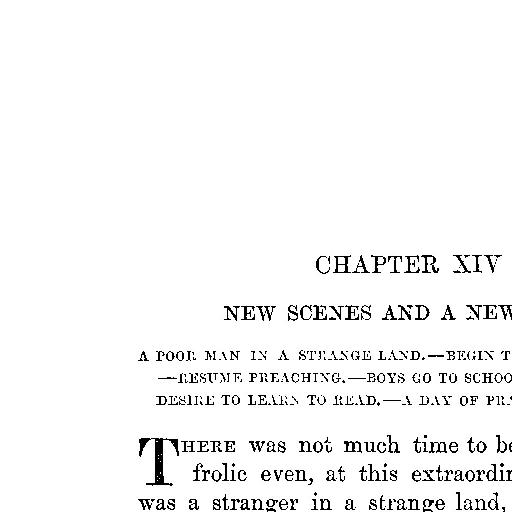 CHAPTER XIV
NEW SCENES AND A NEW
A POOR MAN IN A STRANGE LAND.—BEGIN T
—RESUME PREACHING.—BOYS GO TO SCHOO
DESIRE TO LEARN TO READ.—A DAY OF PRA
THERE was not much time to be
frolic even, at this extraordin
was a stranger in a strange land,